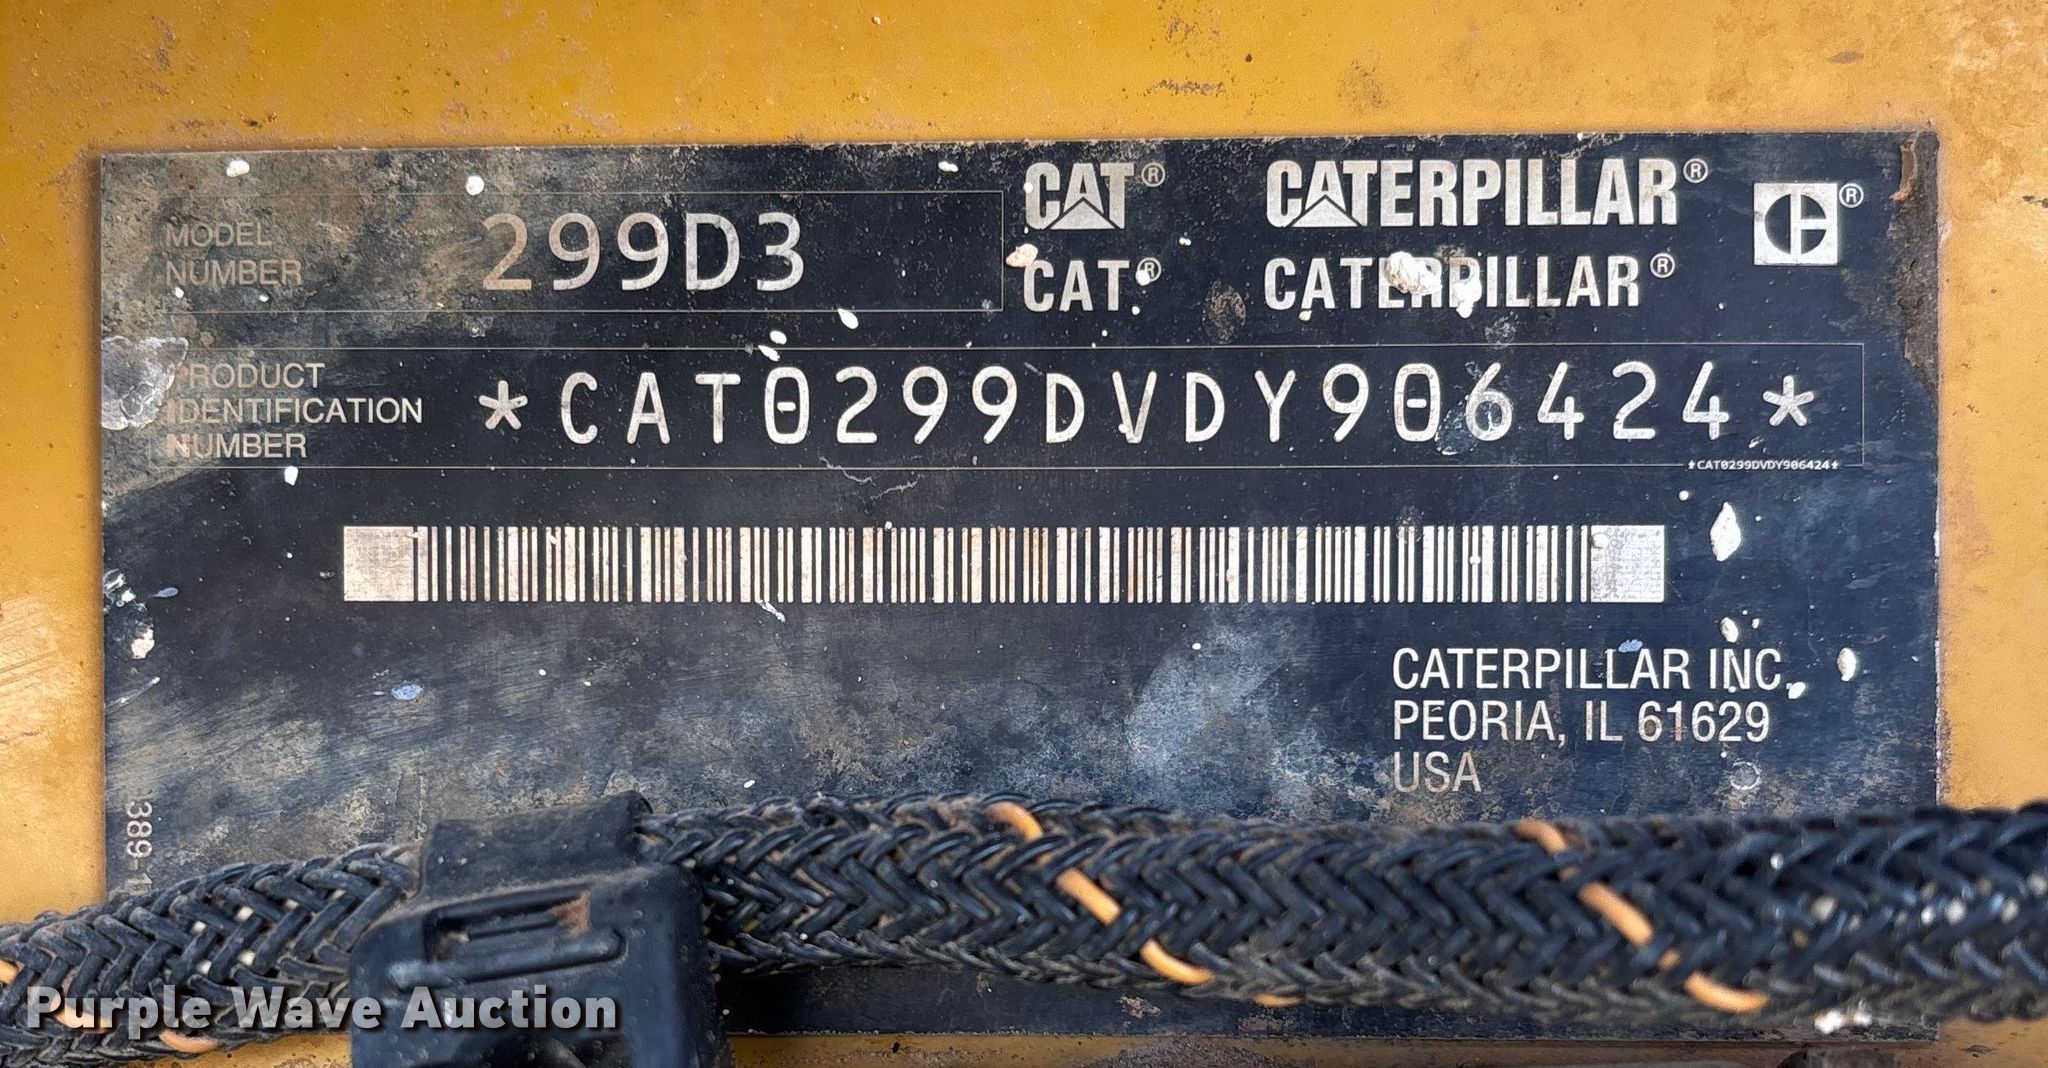 MODEL
NUMBER
299D3
CAT® CATERPILLAR®
CAT® CATERPILLAR®
PRODUCT
IDENTIFICATION
NUMBER
*CAT0299DVDY906424*
*CAT0299DVDY906424*
CATERPILLAR INC.
PEORIA, IL 61629
USA
Purple Wave Auction